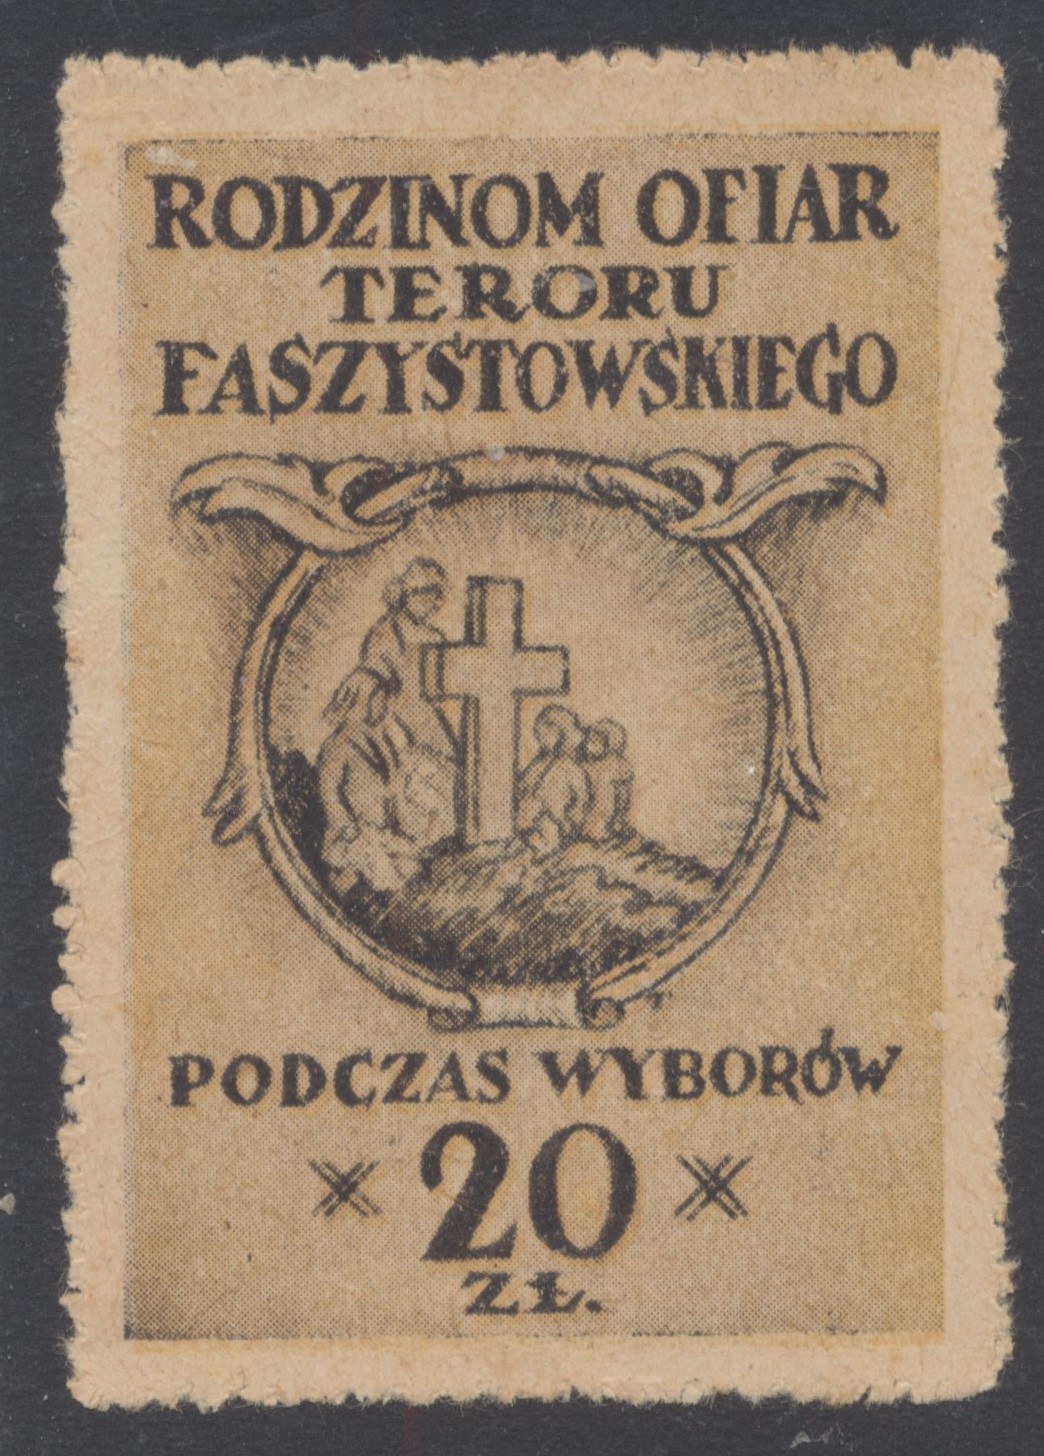 RODZINOM OFIAR
TERORU
FASZYSTOWSKIEGO
PODCZAS WYBORÓW
20
ZŁ.